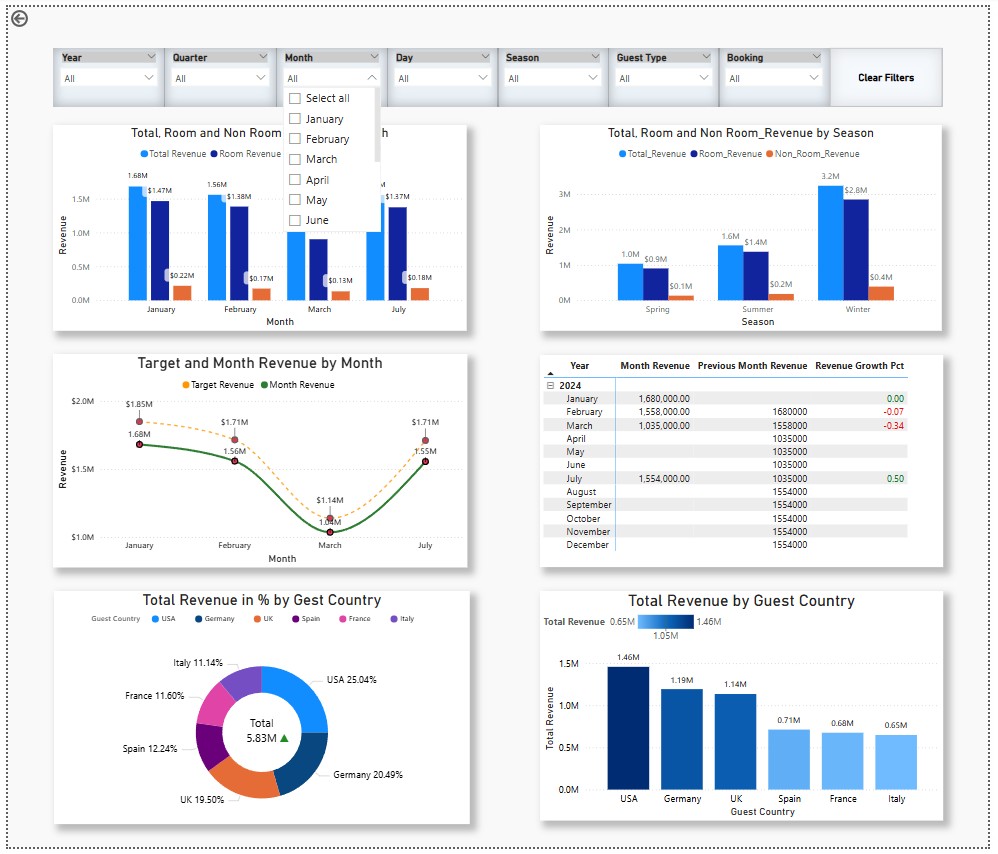 Year Quarter Month Day Season Guest Type Booking
All All All All All All All Clear Filters
Select all
January
February
March
April
May
June
Total, Room and Non Room h
Total Revenue Room Revenue
1.68M $1.47M $0.22M 1.56M $1.38M $0.17M $0.13M M $1.37M $0.18M
Revenue
1.5M
1.0M
0.5M
0.0M
January February March July
Month
Total, Room and Non Room_Revenue by Season
Total_Revenue Room_Revenue Non_Room_Revenue
1.0M $0.9M $0.1M 1.6M $1.4M $0.2M 3.2M $2.8M $0.4M
Revenue
3M
2M
1M
0M
Spring Summer Winter
Season
Target and Month Revenue by Month
Target Revenue Month Revenue
$1.85M $1.71M $1.14M $1.71M
1.68M 1.56M 1.04M 1.55M
Revenue
$2.0M
$1.5M
$1.0M
January February March July
Month
Year Month Revenue Previous Month Revenue Revenue Growth Pct
2024
January 1,680,000.00 0.00
February 1,558,000.00 1680000 -0.07
March 1,035,000.00 1558000 -0.34
April 1035000
May 1035000
June 1035000
July 1,554,000.00 1035000 0.50
August 1554000
September 1554000
October 1554000
November 1554000
December 1554000
Total Revenue in % by Gest Country
Guest Country USA Germany UK Spain France Italy
Italy 11.14%
USA 25.04%
France 11.60%
Total
5.83M
Spain 12.24%
Germany 20.49%
UK 19.50%
Total Revenue by Guest Country
Total Revenue 0.65M 1.46M
1.05M
1.46M 1.19M 1.14M 0.71M 0.68M 0.65M
Total Revenue
1.5M
1.0M
0.5M
0.0M
USA Germany UK Spain France Italy
Guest Country